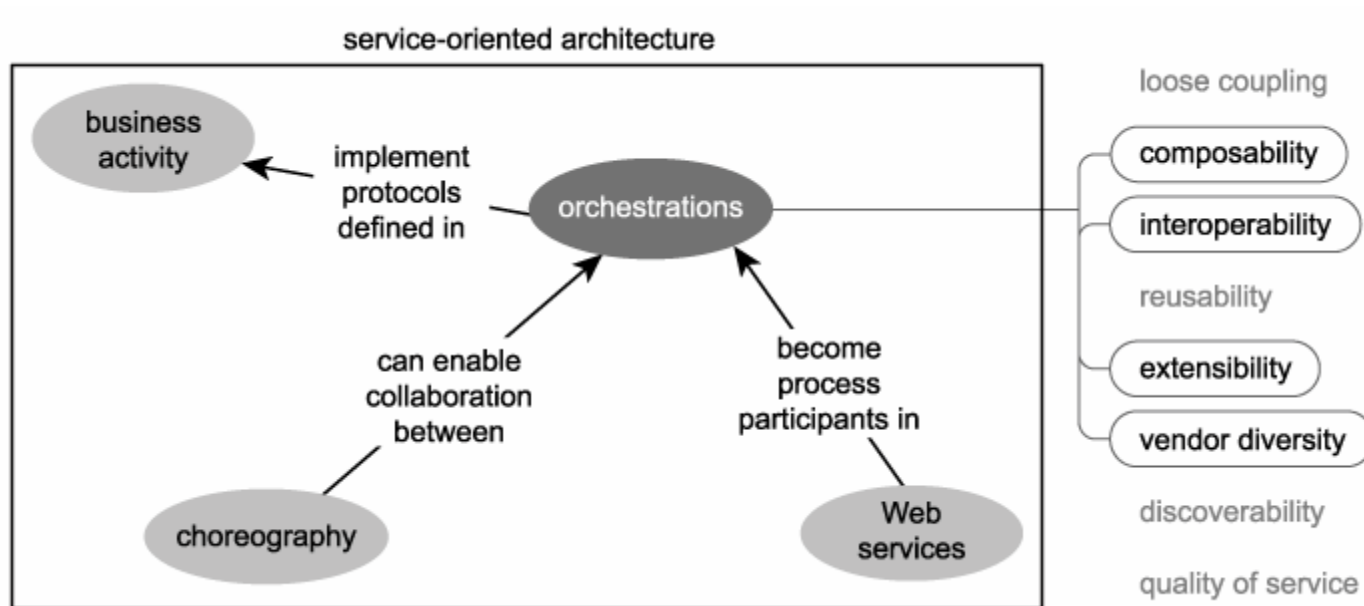 service-oriented architecture
business
activity
implement
protocols
defined in
orchestrations
can enable
collaboration
between
become
process
participants in
choreography
Web
services
loose coupling
composability
interoperability
reusability
extensibility
vendor diversity
discoverability
quality of service